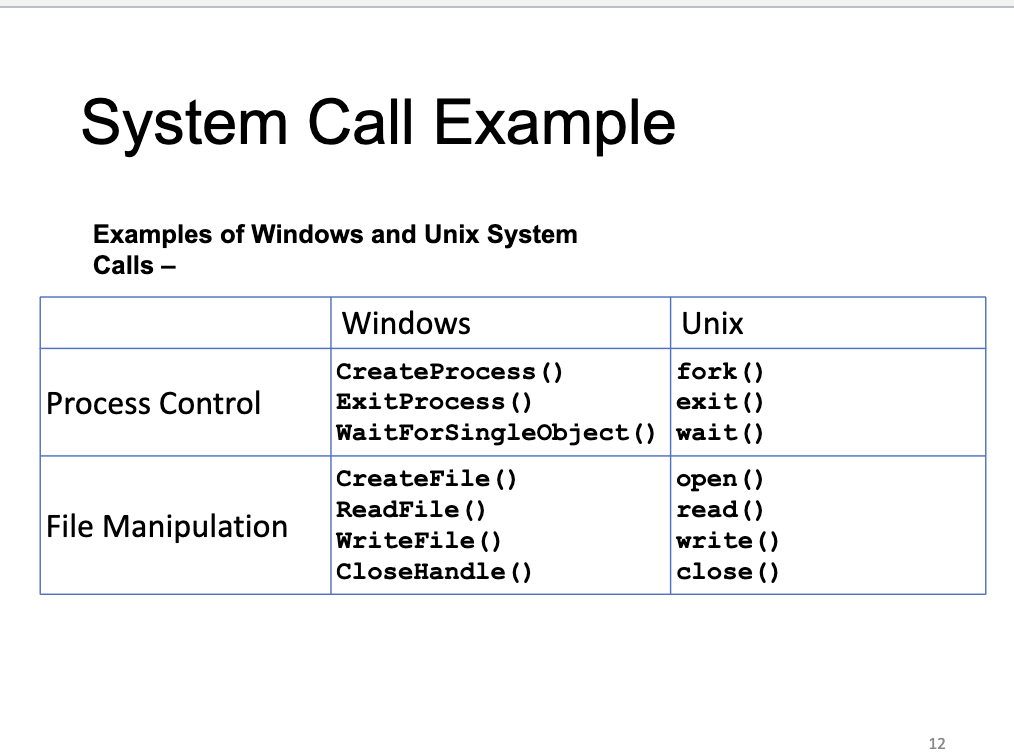 System Call Example
Examples of Windows and Unix System
Calls –
Windows Unix
Process Control
CreateProcess() fork()
ExitProcess() exit()
WaitForSingleObject() wait()
File Manipulation
CreateFile() open()
ReadFile() read()
WriteFile() write()
CloseHandle() close()
12